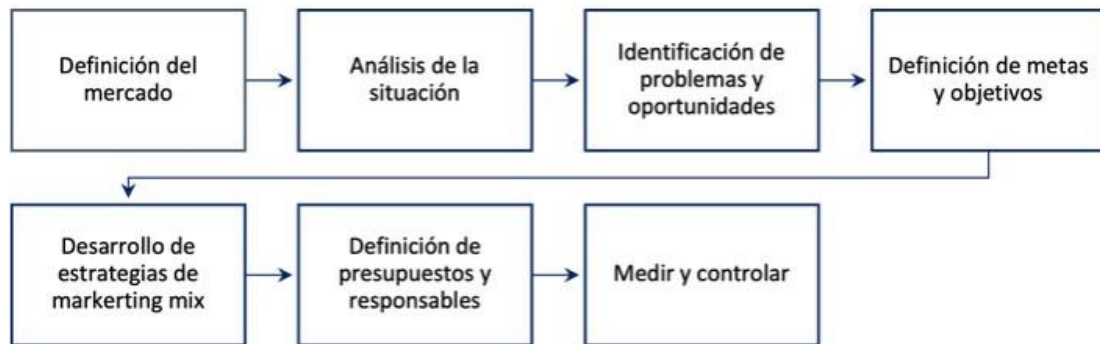 Definición del
mercado
Análisis de la
situación
Identificación de
problemas y
oportunidades
Definición de metas
y objetivos
Desarrollo de
estrategias de
markerting mix
Definición de
presupuestos y
responsables
Medir y controlar